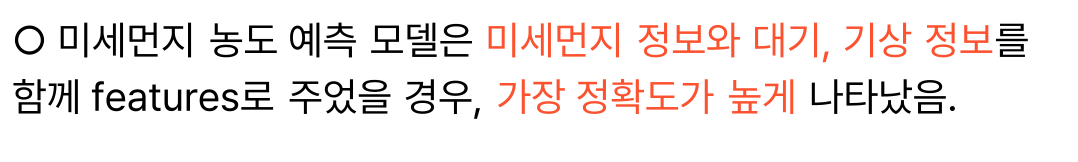 ○ 미세먼지 농도 예측 모델은 미세먼지 정보와 대기, 기상 정보를
함께 features로 주었을 경우, 가장 정확도가 높게 나타났음.